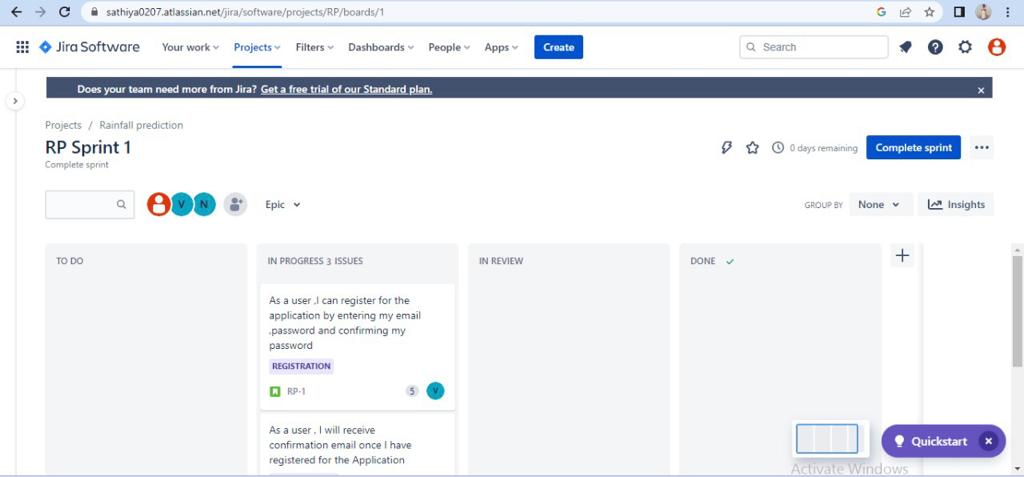 sathiya0207.atlassian.net/jira/software/projects/RP/boards/1
Jira Software Your work Projects Filters Dashboards People Apps Create Search
Does your team need more from Jira? Get a free trial of our Standard plan.
Projects / Rainfall prediction
RP Sprint 1
0 days remaining Complete sprint
Complete sprint
V N Epic GROUP BY None Insights
TO DO IN PROGRESS 3 ISSUES IN REVIEW DONE
As a user ,I can register for the
application by entering my email
,password and confirming my
password
REGISTRATION
RP-1 5 V
As a user , I will receive
confirmation email once I have
registered for the Application
Quickstart
Activate Windows